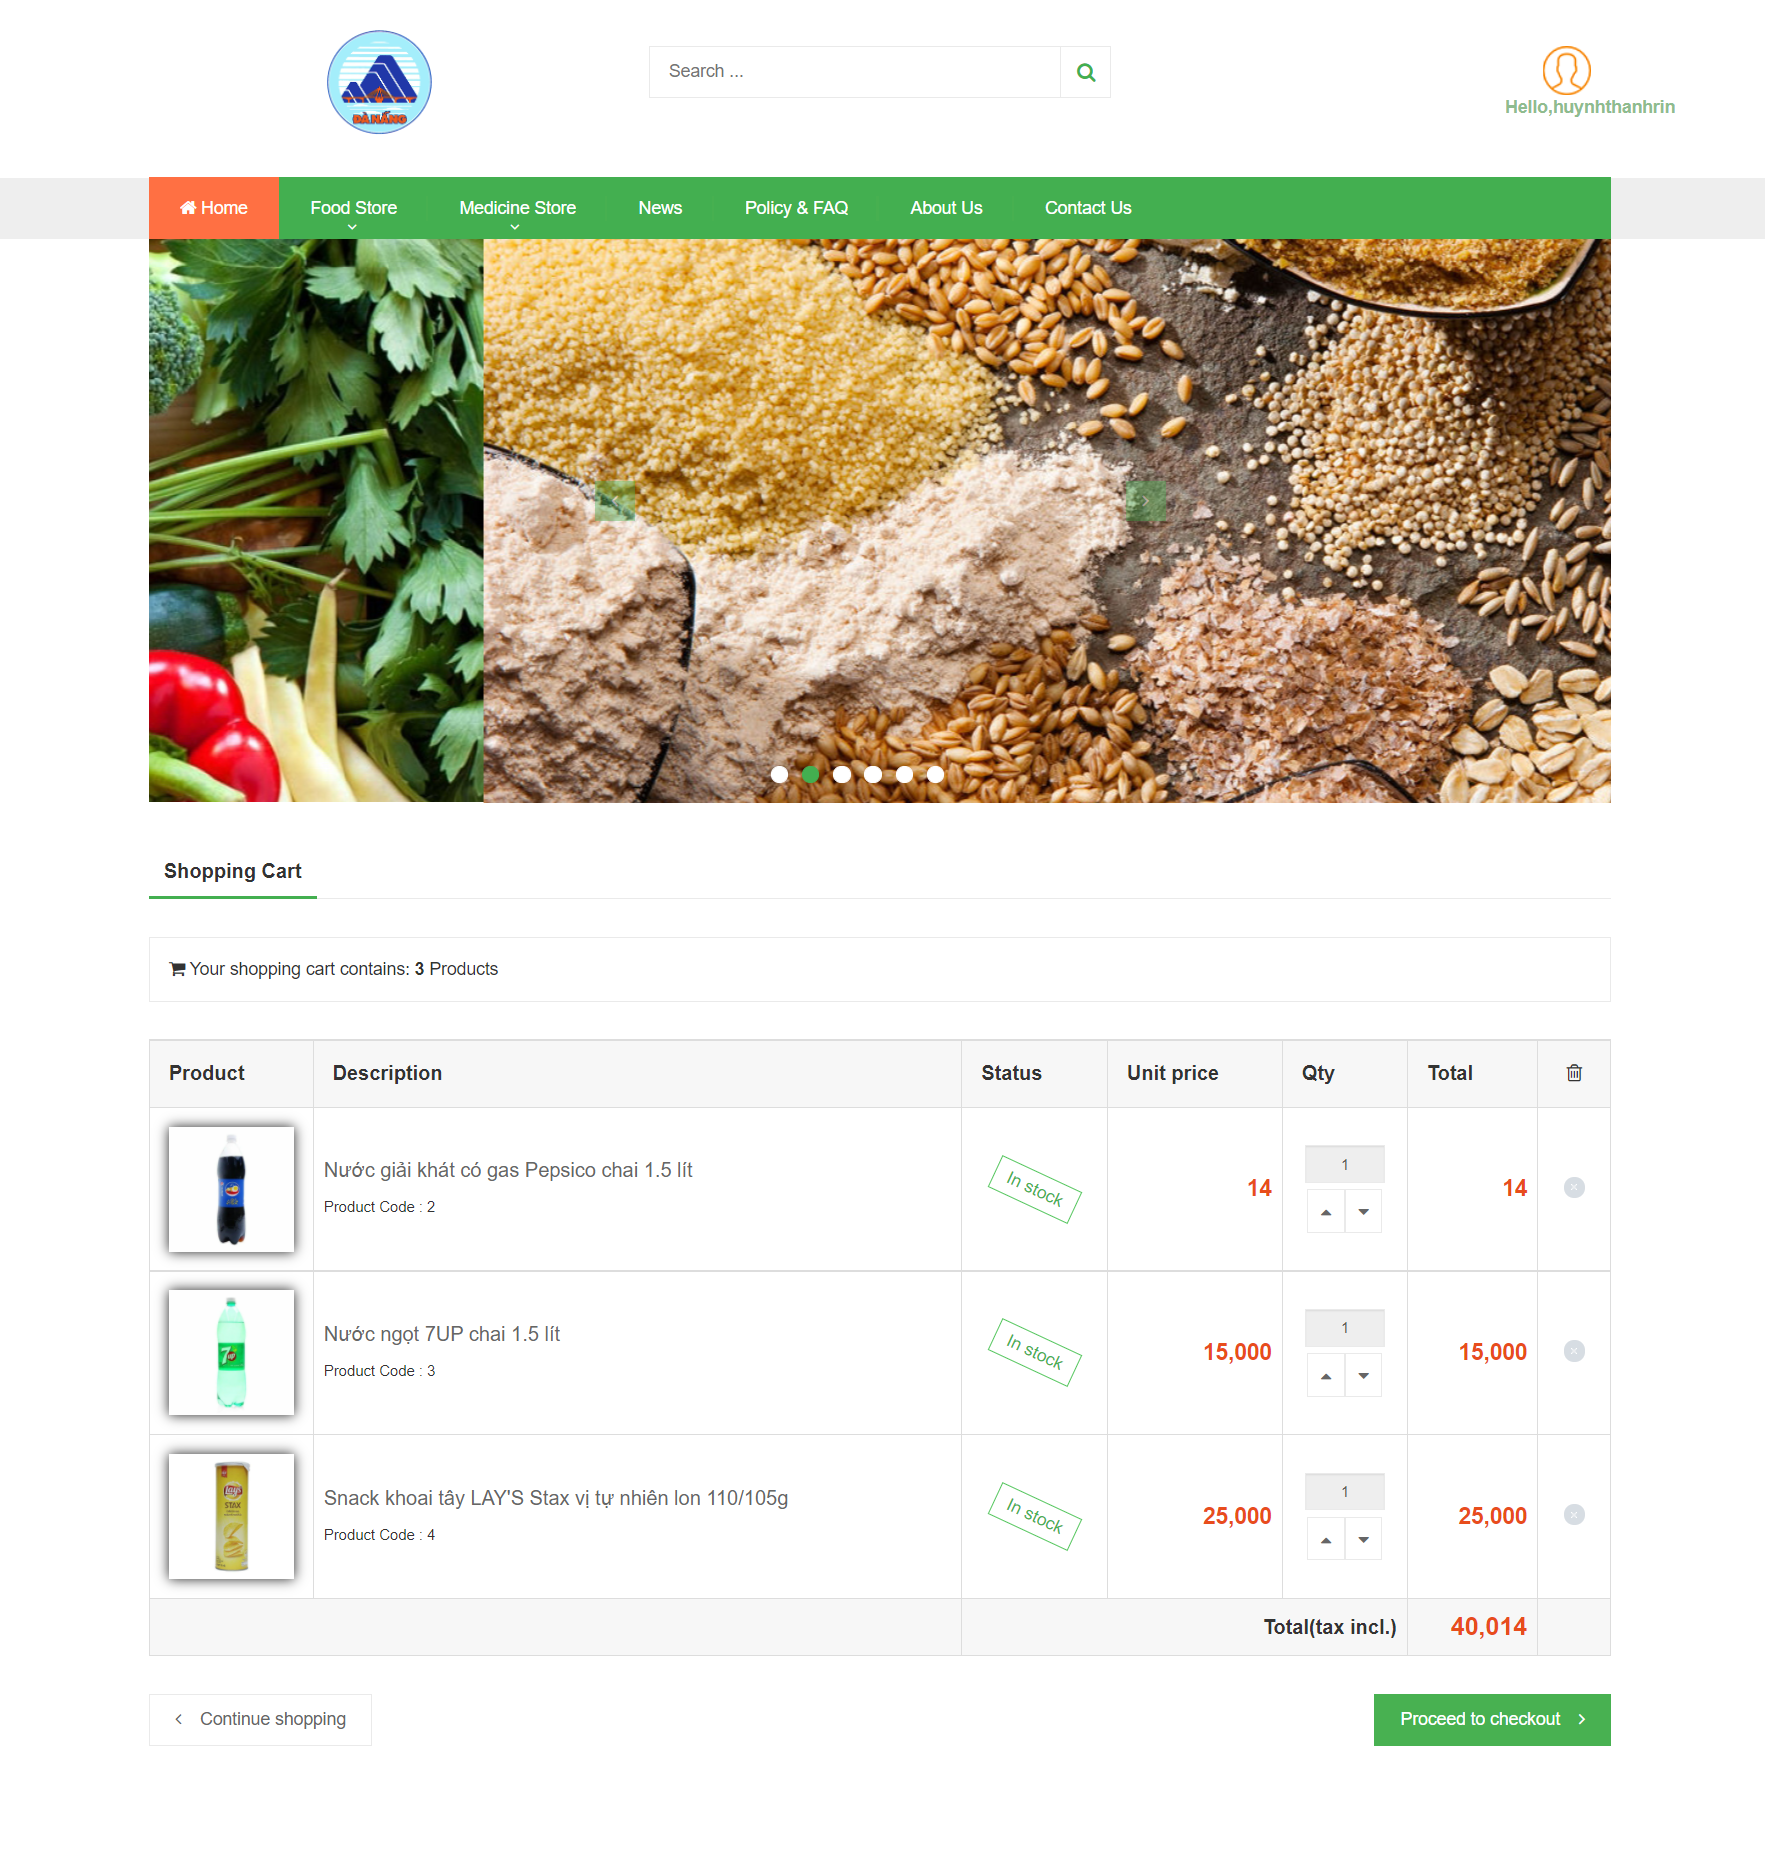 ĐÀ NẴNG
Search ...
Hello,huynhthanhrin
Home Food Store Medicine Store News Policy & FAQ About Us Contact Us
Shopping Cart
Your shopping cart contains: 3 Products
Product Description Status Unit price Qty Total
Nước giải khát có gas Pepsico chai 1.5 lít
Product Code : 2
In stock
14
1
14
Nước ngọt 7UP chai 1.5 lít
Product Code : 3
In stock
15,000
1
15,000
Lay's
STAX
Snack khoai tây LAY'S Stax vị tự nhiên lon 110/105g
Product Code : 4
In stock
25,000
1
25,000
Total(tax incl.) 40,014
Continue shopping
Proceed to checkout